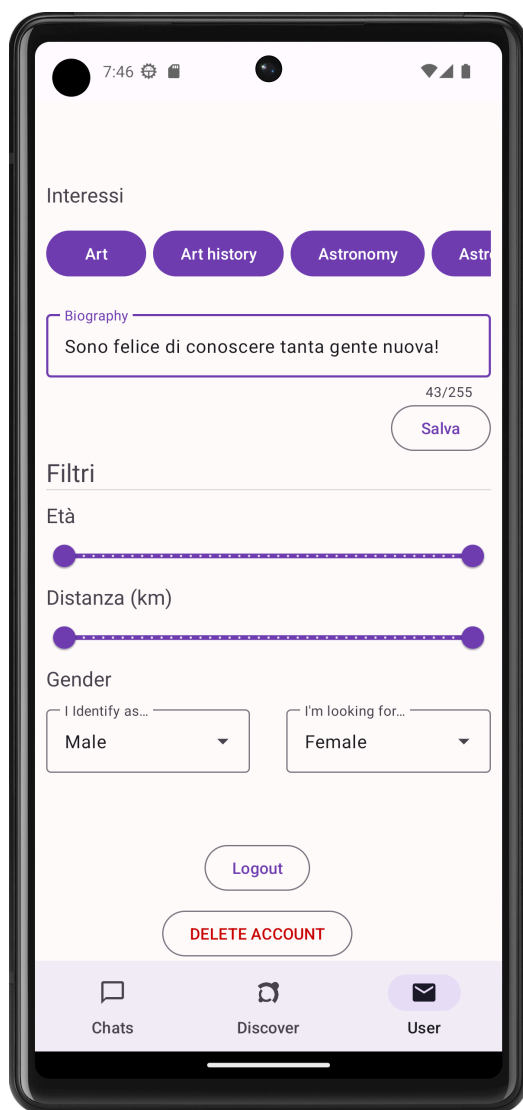 7:46
Interessi
Art Art history Astronomy Astr
Biography
Sono felice di conoscere tanta gente nuova!
43/255
Salva
Filtri
Età
Distanza (km)
Gender
I Identify as... I'm looking for...
Male Female
Logout
DELETE ACCOUNT
Chats Discover User